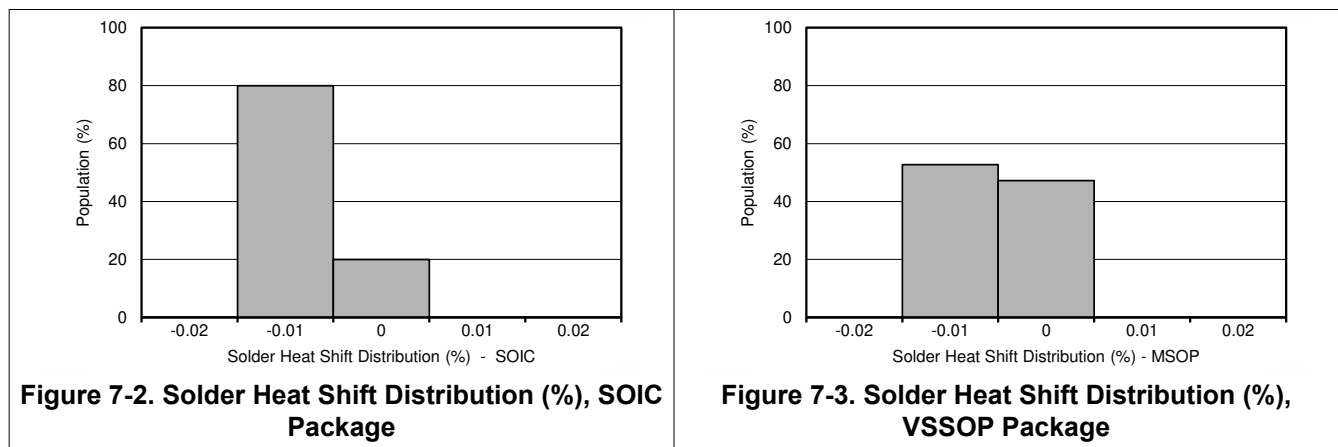 100
80
60
40
20
0
Population (%)
-0.02 -0.01 0 0.01 0.02
Solder Heat Shift Distribution (%) - SOIC
Figure 7-2. Solder Heat Shift Distribution (%), SOIC
Package
100
80
60
40
20
0
Population (%)
-0.02 -0.01 0 0.01 0.02
Solder Heat Shift Distribution (%) - MSOP
Figure 7-3. Solder Heat Shift Distribution (%),
VSSOP Package